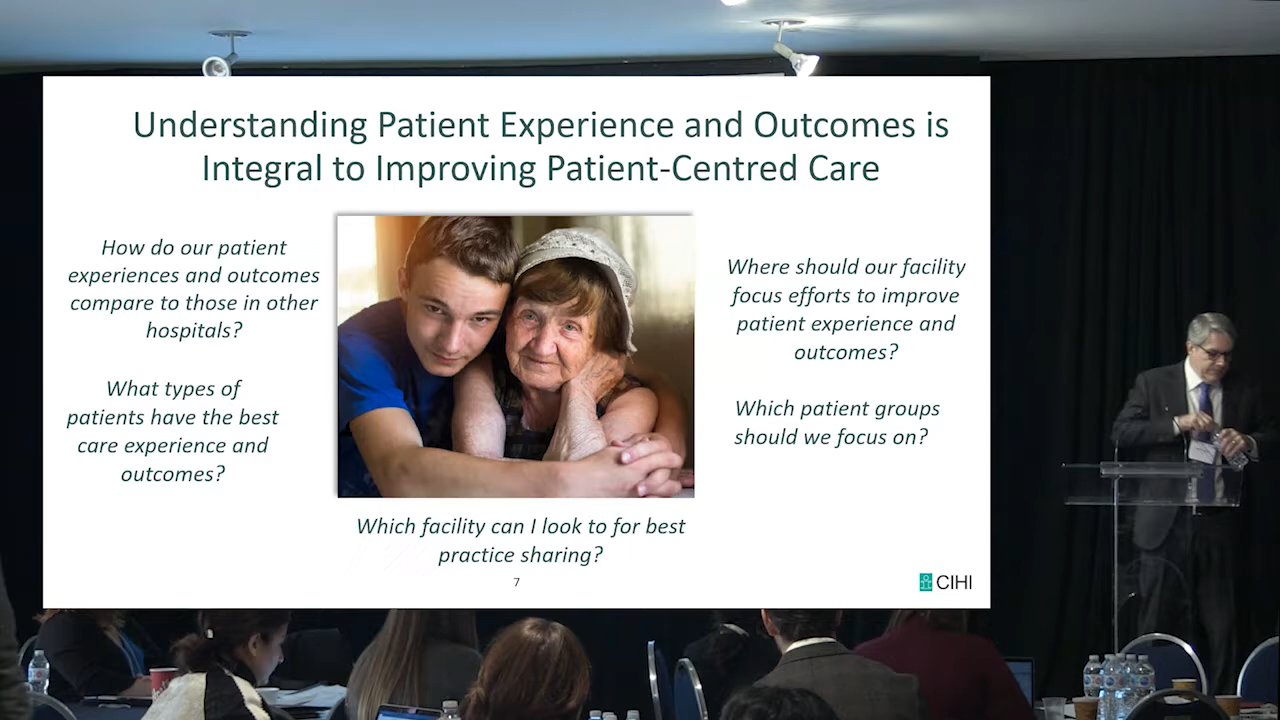 Understanding Patient Experience and Outcomes is
Integral to Improving Patient-Centred Care
How do our patient
experiences and outcomes
compare to those in other
hospitals?
What types of
patients have the best
care experience and
outcomes?
Where should our facility
focus efforts to improve
patient experience and
outcomes?
Which patient groups
should we focus on?
Which facility can I look to for best
practice sharing?
7
CIHI